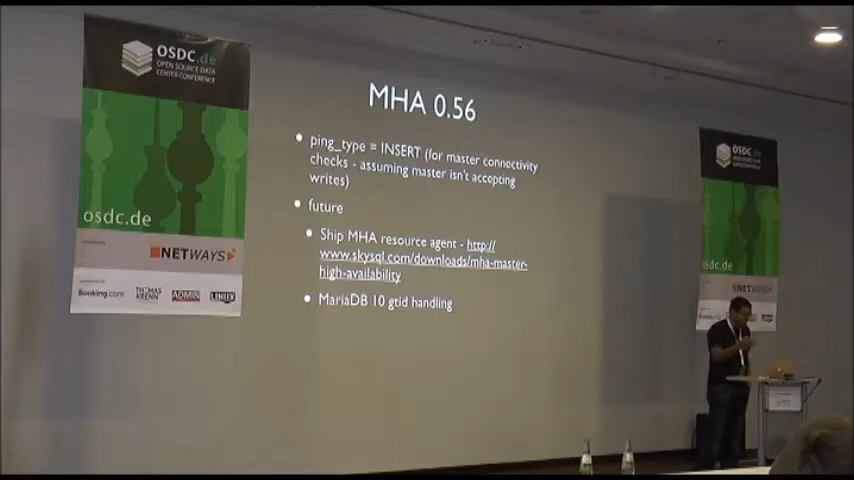 OSDC.de
OPEN SOURCE DATA
CENTER CONFERENCE
osdc.de
NETWAYS
Booking.com
THOMAS
KRENN
ADMIN
LINUX
MHA 0.56
• ping_type = INSERT (for master connectivity
checks - assuming master isn't accepting
writes)
• future
• Ship MHA resource agent - http://
www.skysql.com/downloads/mha-master-
high-availability
• MariaDB 10 gtid handling
OSDC.de
osdc.de
NETWAYS